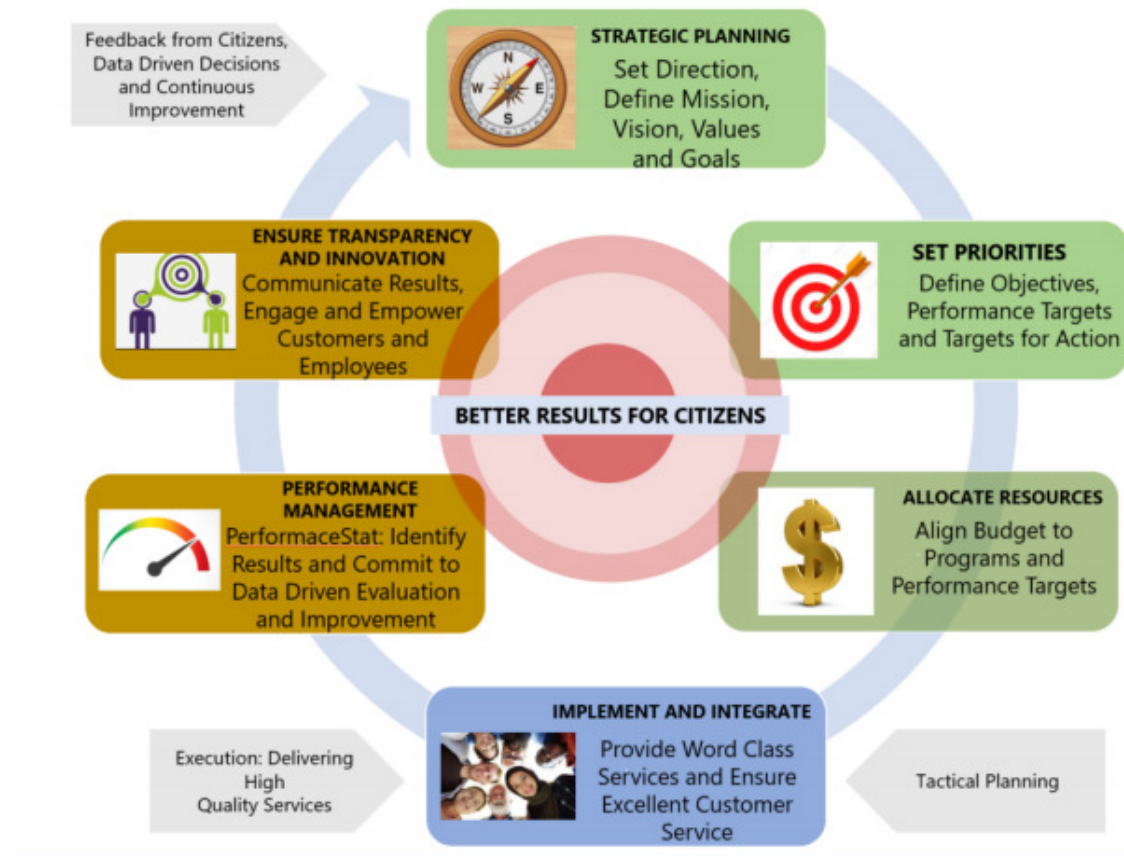 Feedback from Citizens,
Data Driven Decisions
and Continuous
Improvement
STRATEGIC PLANNING
Set Direction,
Define Mission,
Vision, Values
and Goals
N
W
E
S
ENSURE TRANSPARENCY
AND INNOVATION
Communicate Results,
Engage and Empower
Customers and
Employees
SET PRIORITIES
Define Objectives,
Performance Targets
and Targets for Action
BETTER RESULTS FOR CITIZENS
PERFORMANCE
MANAGEMENT
PerformaceStat: Identify
Results and Commit to
Data Driven Evaluation
and Improvement
ALLOCATE RESOURCES
Align Budget to
Programs and
Performance Targets
IMPLEMENT AND INTEGRATE
Provide Word Class
Services and Ensure
Excellent Customer
Service
Execution: Delivering
High
Quality Services
Tactical Planning